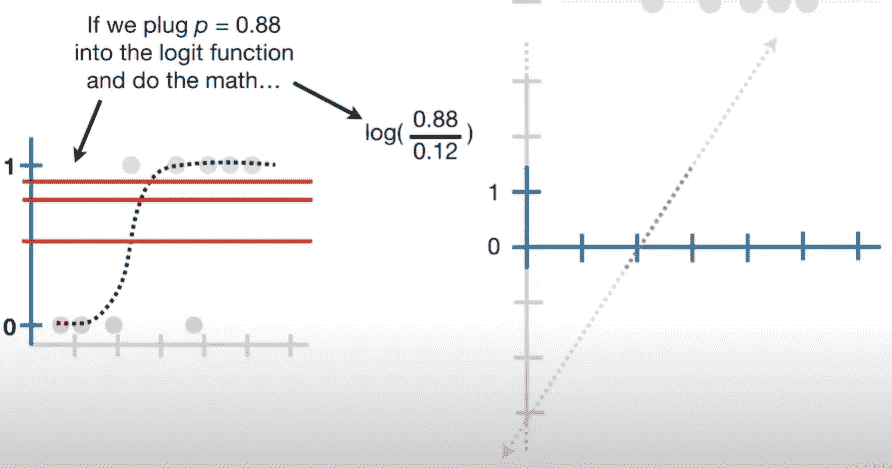 If we plug p = 0.88
into the logit function
and do the math…
log( 0.88 / 0.12 )
1
0
1
0